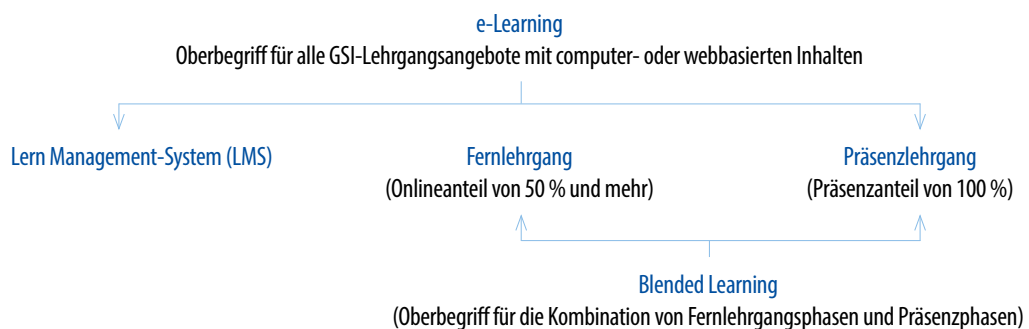 e-Learning
Oberbegriff für alle GSI-Lehrgangsangebote mit computer- oder webbasierten Inhalten
Lern Management-System (LMS)
Fernlehrgang
(Onlineanteil von 50 % und mehr)
Präsenzlehrgang
(Präsenzanteil von 100 %)
Blended Learning
(Oberbegriff für die Kombination von Fernlehrgangsphasen und Präsenzphasen)